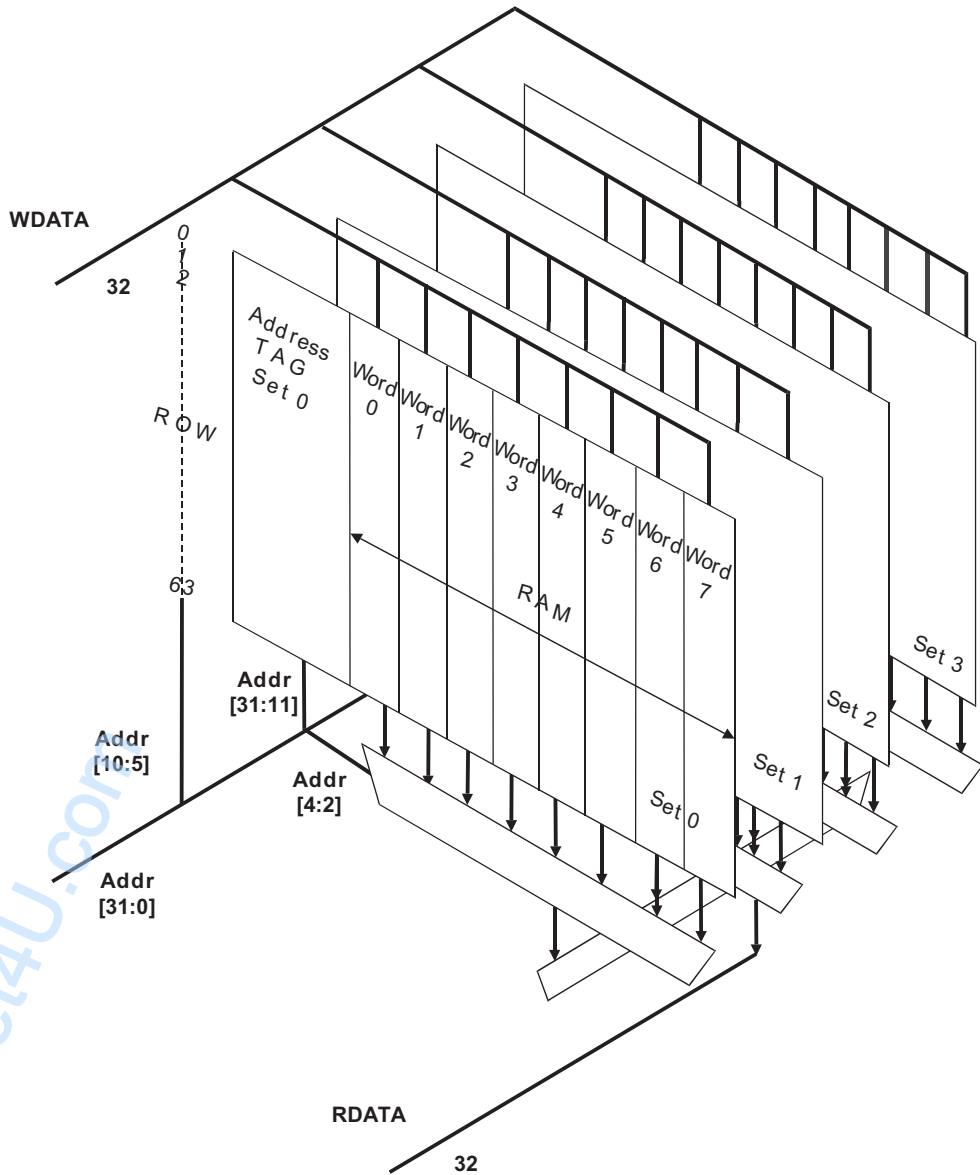 WDATA
32
0
1
2
ROW
63
Address
TAG
Set 0
Word
0
Word
1
Word
2
Word
3
Word
4
Word
5
Word
6
Word
7
RAM
Set 0
Set 1
Set 2
Set 3
Addr
[31:11]
Addr
[10:5]
Addr
[4:2]
Addr
[31:0]
RDATA
32